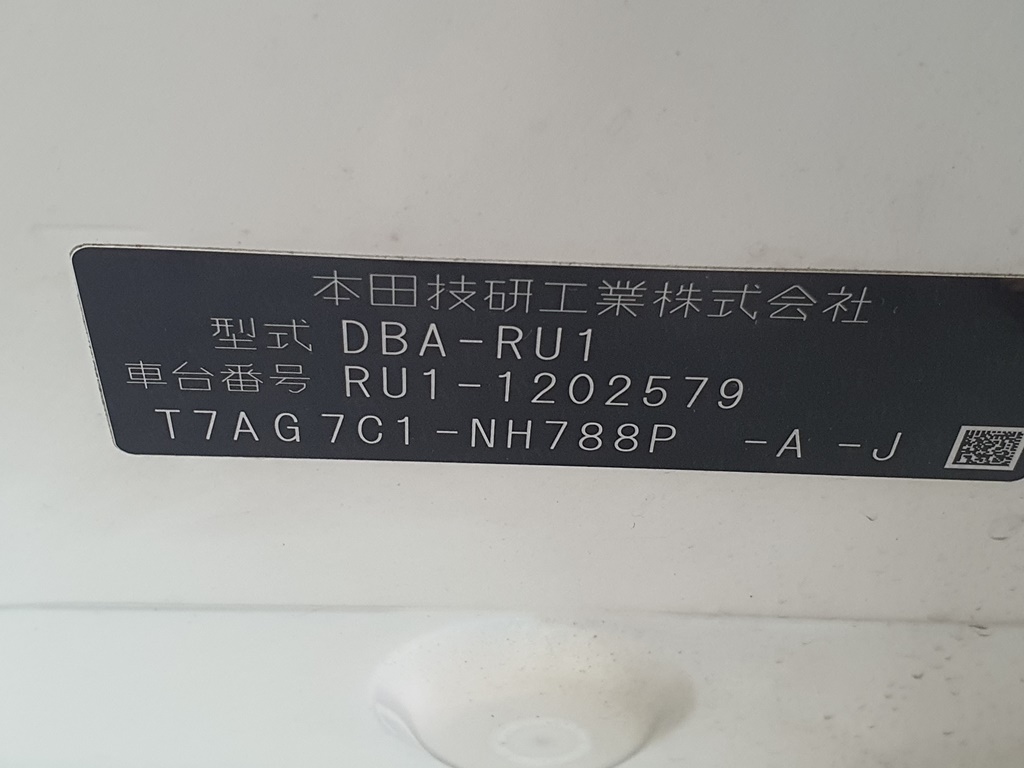 本田技研工業株式会社
型式 DBA-RU1
車台番号 RU1-1202579
T7AG7C1-NH788P -A -J